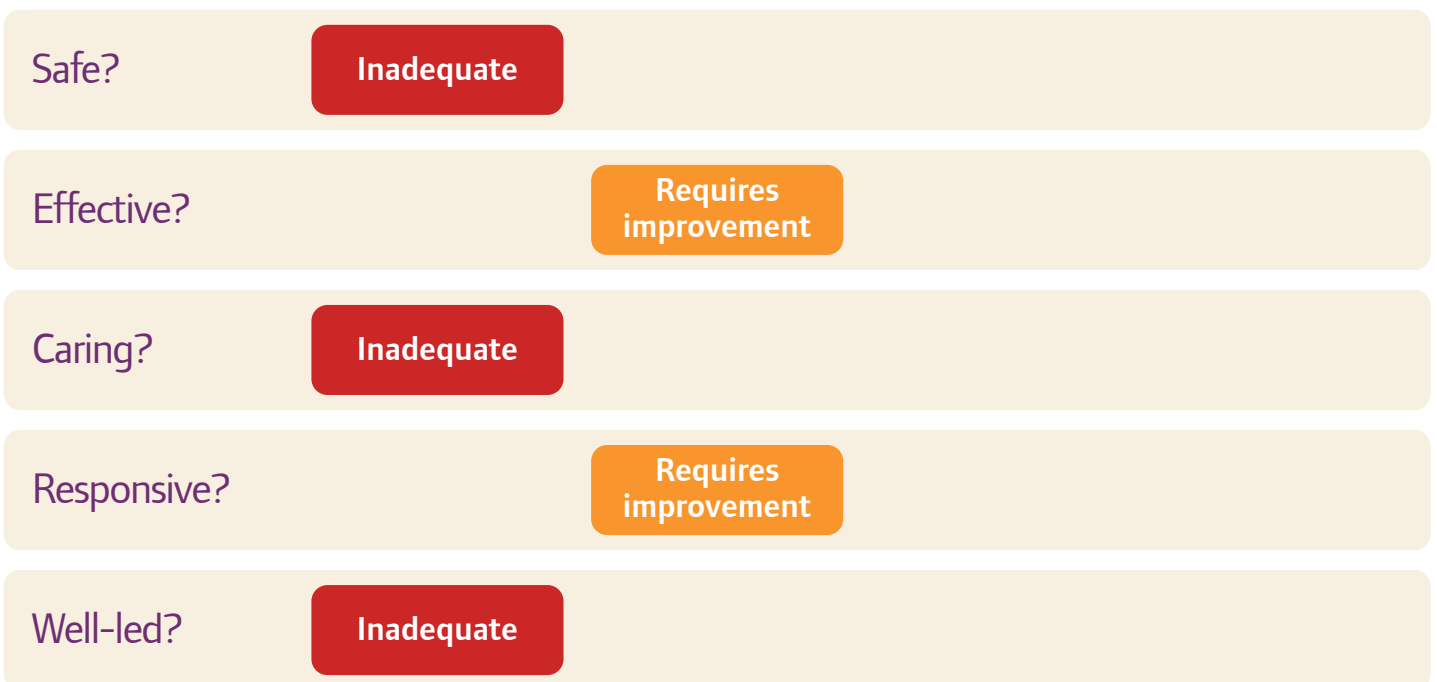 Safe?
Inadequate
Effective?
Requires
improvement
Caring?
Inadequate
Responsive?
Requires
improvement
Well-led?
Inadequate